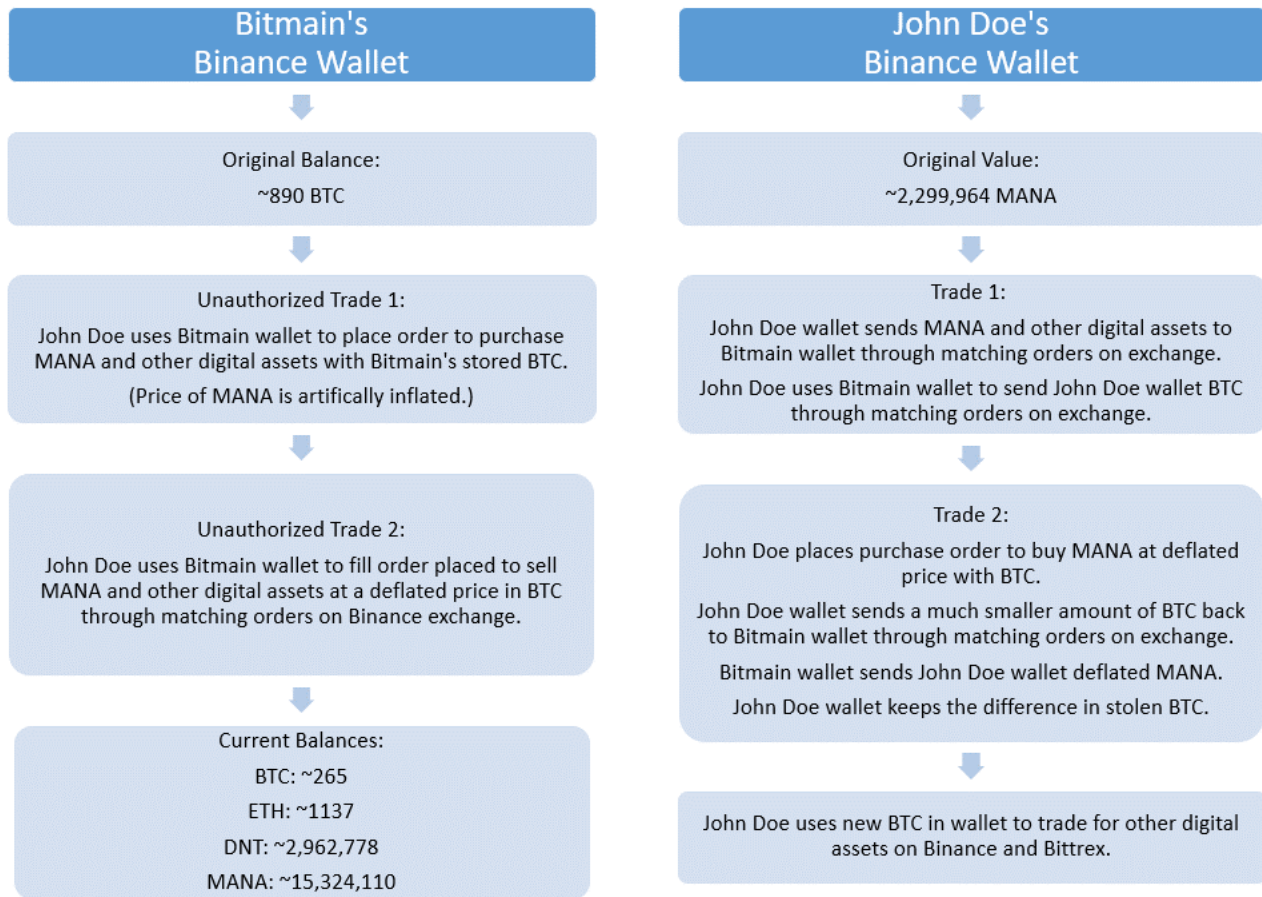 Bitmain's
Binance Wallet
Original Balance:
~890 BTC
Unauthorized Trade 1:
John Doe uses Bitmain wallet to place order to purchase
MANA and other digital assets with Bitmain's stored BTC.
(Price of MANA is artifically inflated.)
Unauthorized Trade 2:
John Doe uses Bitmain wallet to fill order placed to sell
MANA and other digital assets at a deflated price in BTC
through matching orders on Binance exchange.
Current Balances:
BTC: ~265
ETH: ~1137
DNT: ~2,962,778
MANA: ~15,324,110
John Doe's
Binance Wallet
Original Value:
~2,299,964 MANA
Trade 1:
John Doe wallet sends MANA and other digital assets to
Bitmain wallet through matching orders on exchange.
John Doe uses Bitmain wallet to send John Doe wallet BTC
through matching orders on exchange.
Trade 2:
John Doe places purchase order to buy MANA at deflated
price with BTC.
John Doe wallet sends a much smaller amount of BTC back
to Bitmain wallet through matching orders on exchange.
Bitmain wallet sends John Doe wallet deflated MANA.
John Doe wallet keeps the difference in stolen BTC.
John Doe uses new BTC in wallet to trade for other digital
assets on Binance and Bittrex.